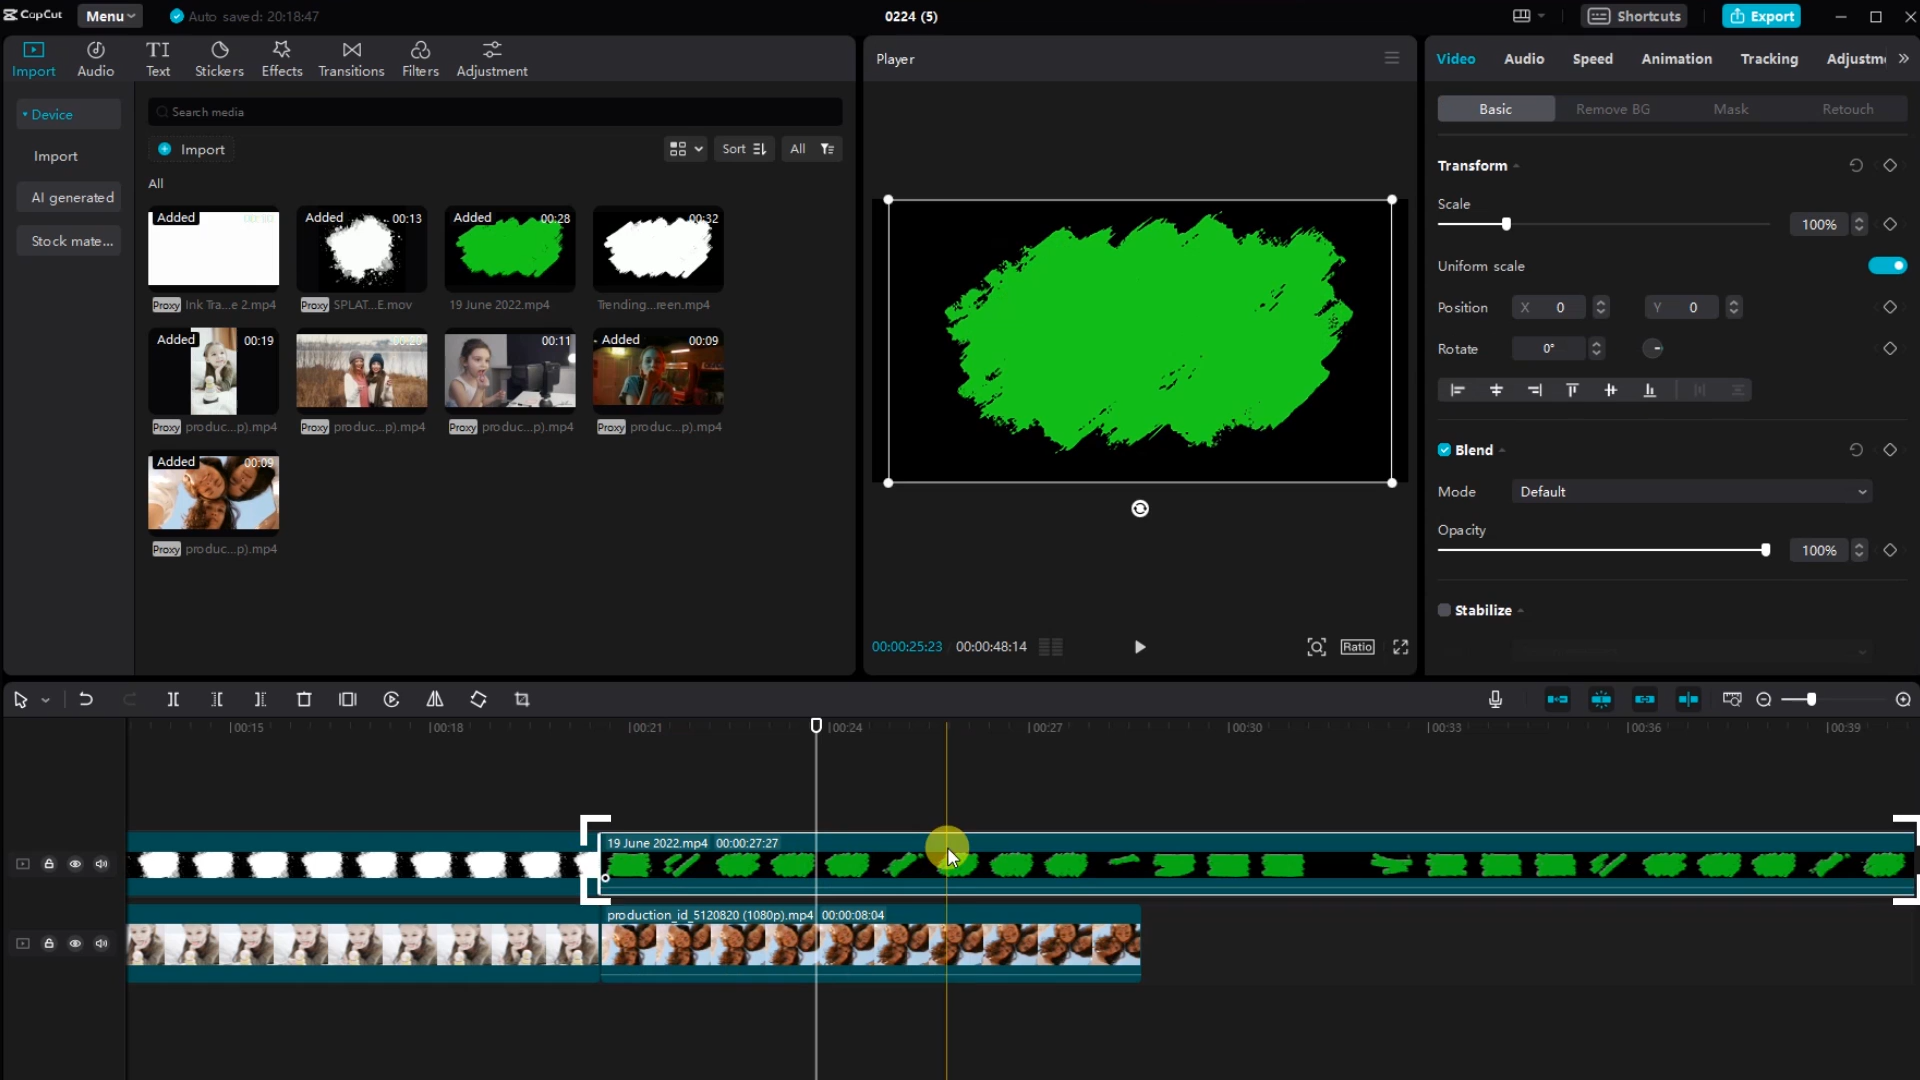 CapCut
Menu
Auto saved: 20:18:47
0224 (5)
Shortcuts
Export
Import
Audio
Text
Stickers
Effects
Transitions
Filters
Adjustment
Player
Video
Audio
Speed
Animation
Tracking
Adjustm
Device
Import
AI generated
Stock mate...
Search media
Import
Sort
All
All
Added
Added 00:13
Added 00:28
00:32
Proxy Ink Tra...e 2.mp4
Proxy SPLAT...E.mov
19 June 2022.mp4
Trending...reen.mp4
Added 00:19
00:11
Added 00:09
Proxy produc...p).mp4
Proxy produc...p).mp4
Proxy produc...p).mp4
Proxy produc...p).mp4
Added 00:09
Proxy produc...p).mp4
00:00:25:23
00:00:48:14
Ratio
Basic
Remove BG
Mask
Retouch
Transform
Scale
100%
Uniform scale
Position
X 0
Y 0
Rotate
0°
Blend
Mode
Default
Opacity
100%
Stabilize
00:15
00:18
00:21
00:24
00:27
00:30
00:33
00:36
00:39
19 June 2022.mp4 00:00:27:27
production_id_5120820 (1080p).mp4 00:00:08:04